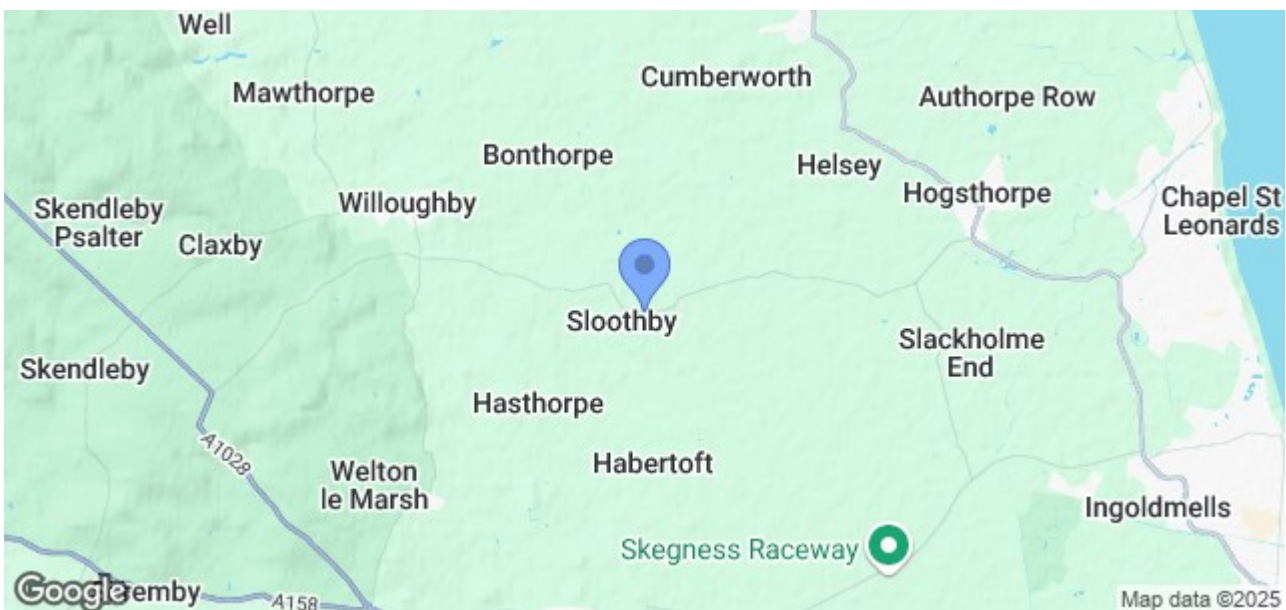 Well
Mawthorpe
Cumberworth
Authorpe Row
Bonthorpe
Helsey
Hogsthorpe
Chapel St
Leonards
Willoughby
Skendleby
Psalter
Claxby
Sloothby
Slackholme
End
Skendleby
Hasthorpe
A1028
Welton
le Marsh
Habertoft
Ingoldmells
Skegness Raceway
Google
A158
Map data ©2025